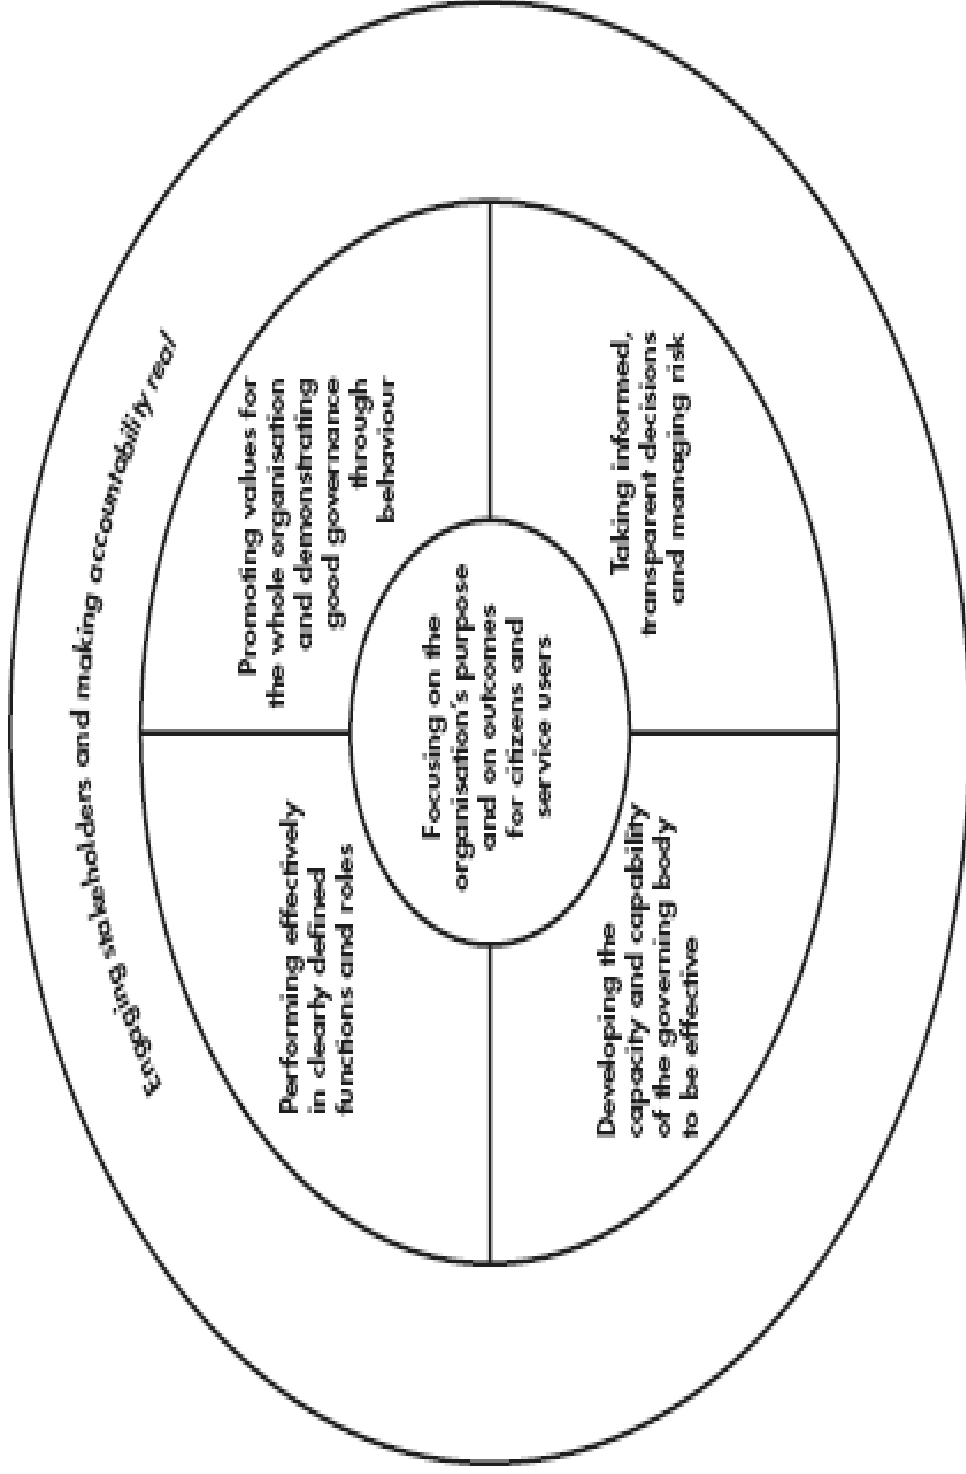 Engaging stakeholders and making accountability real
Performing effectively
in clearly defined
functions and roles
Promoting values for
the whole organisation
and demonstrating
good governance
through
behaviour
Focusing on the
organisation's purpose
and on outcomes
for citizens and
service users
Developing the
capacity and capability
of the governing body
to be effective
Taking informed,
transparent decisions
and managing risk